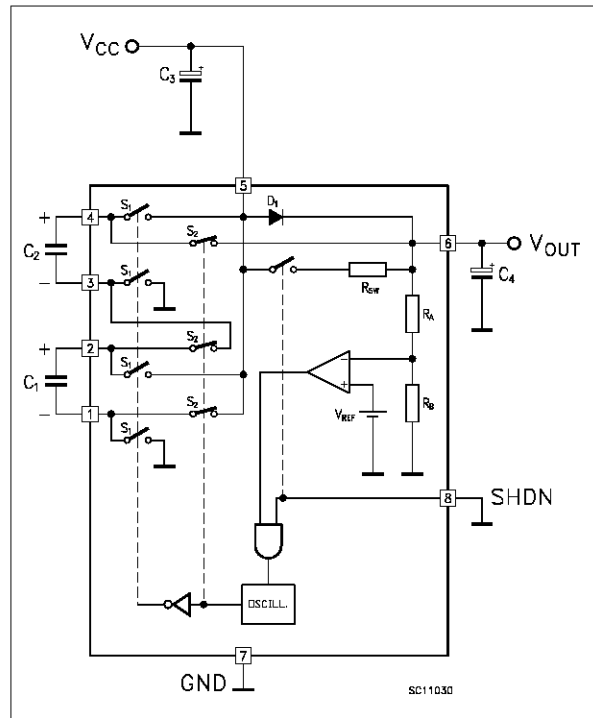 VCC
C3
+
5
D1
+
4
S1
S2
6
VOUT
C2
+
C4
S1
-
3
RSW
RA
+
2
S2
S1
C1
-
+
RB
-
1
S2
VREF
S1
8
SHDN
OSCILL.
7
GND
SC11030